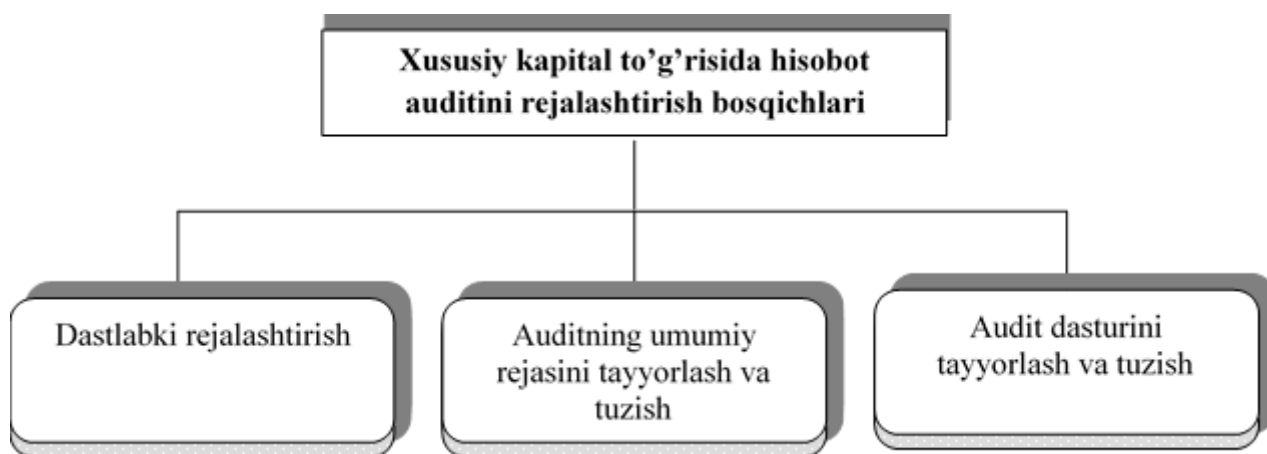 Xususiy kapital to’g’risida hisobot
auditini rejalashtirish bosqichlari
Dastlabki rejalashtirish
Auditning umumiy
rejasini tayyorlash va
tuzish
Audit dasturini
tayyorlash va tuzish